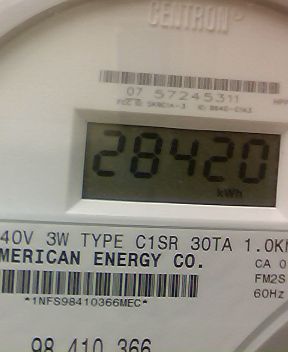 CENTRON
07 57245311
28420
kWh
40V 3W TYPE C1SR 30TA 1.0K
MERICAN ENERGY CO.
CA 0
FM2S
*1NFS98410366MEC*
60Hz
98 410 366